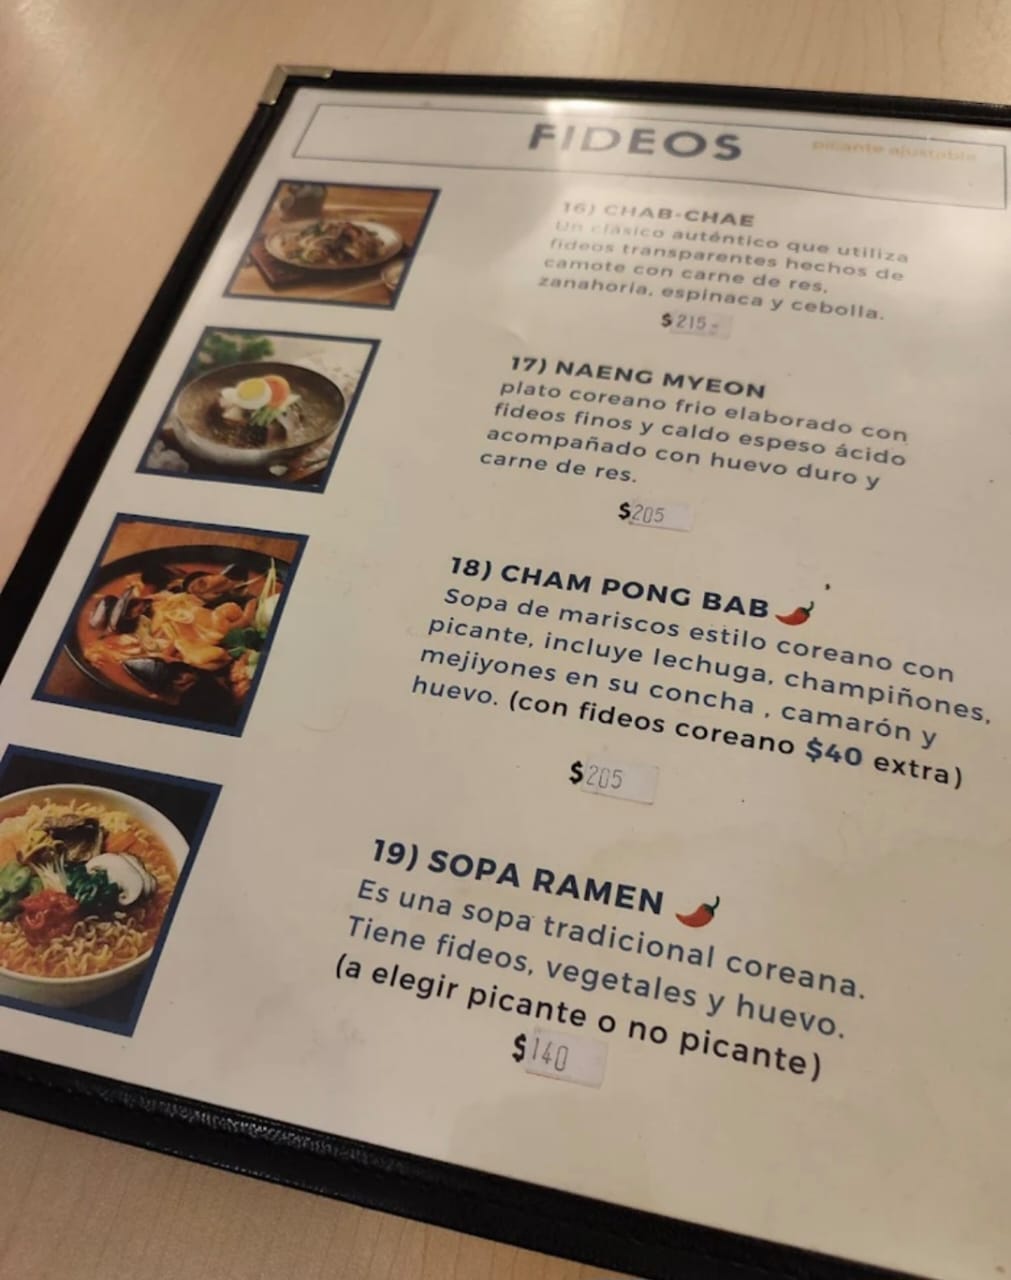 FIDEOS
picante ajustable
16) CHAB-CHAE
Un clásico auténtico que utiliza
fideos transparentes hechos de
camote con carne de res,
zanahoria, espinaca y cebolla.
$215.-
17) NAENG MYEON
plato coreano frio elaborado con
fideos finos y caldo espeso ácido
acompañado con huevo duro y
carne de res.
$205
18) CHAM PONG BAB
Sopa de mariscos estilo coreano con
picante, incluye lechuga, champiñones,
mejiyones en su concha , camarón y
huevo. (con fideos coreano $40 extra)
$205
19) SOPA RAMEN
Es una sopa tradicional coreana.
Tiene fideos, vegetales y huevo.
(a elegir picante o no picante)
$140